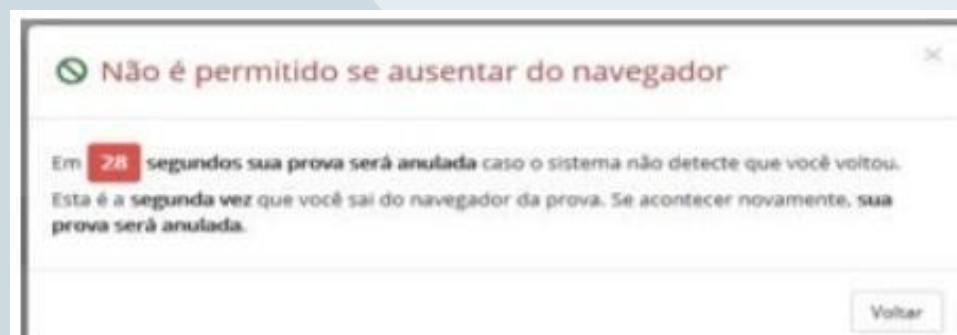 Não é permitido se ausentar do navegador
Em 28 segundos sua prova será anulada caso o sistema não detecte que você voltou.
Esta é a segunda vez que você sai do navegador da prova. Se acontecer novamente, sua
prova será anulada.
Voltar